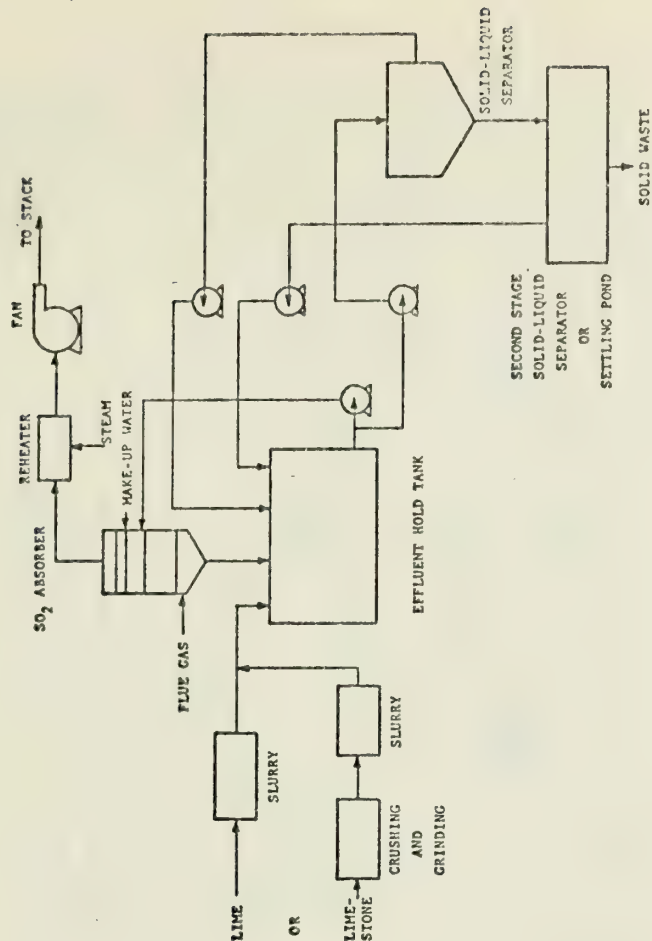 FAN
TO STACK
REHEATER
STEAM
SO₂ ABSORBER
MAKE-UP WATER
FLUE GAS
LIME
OR
LIME-
STONE
SLURRY
CRUSHING
AND
GRINDING
SLURRY
EFFLUENT HOLD TANK
SOLID-LIQUID
SEPARATOR
SECOND STAGE
SOLID-LIQUID
SEPARATOR
OR
SETTLING POND
SOLID WASTE